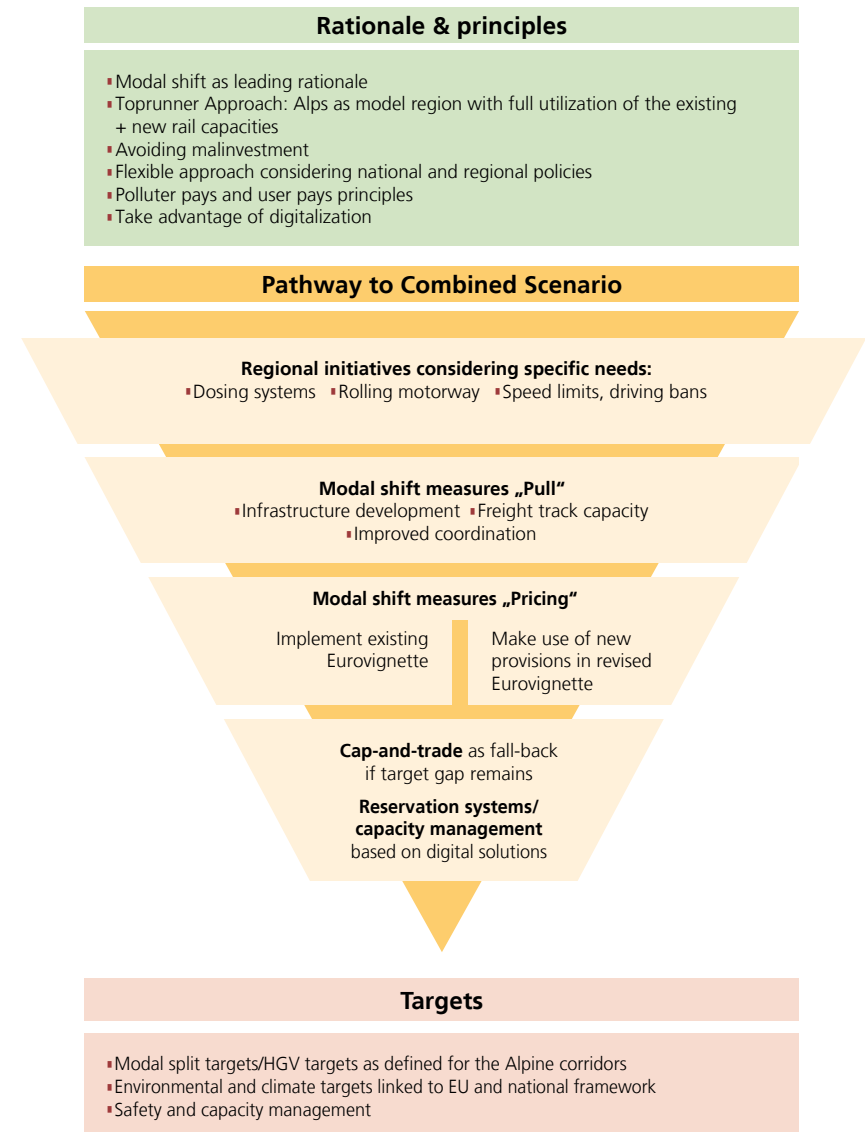 Rationale & principles
▪Modal shift as leading rationale
▪Toprunner Approach: Alps as model region with full utilization of the existing
+ new rail capacities
▪Avoiding malinvestment
▪Flexible approach considering national and regional policies
▪Polluter pays and user pays principles
▪Take advantage of digitalization
Pathway to Combined Scenario
Regional initiatives considering specific needs:
▪Dosing systems ▪Rolling motorway ▪Speed limits, driving bans
Modal shift measures „Pull“
▪Infrastructure development ▪Freight track capacity
▪Improved coordination
Modal shift measures „Pricing“
Implement existing
Eurovignette
Make use of new
provisions in revised
Eurovignette
Cap-and-trade as fall-back
if target gap remains
Reservation systems/
capacity management
based on digital solutions
Targets
▪Modal split targets/HGV targets as defined for the Alpine corridors
▪Environmental and climate targets linked to EU and national framework
▪Safety and capacity management